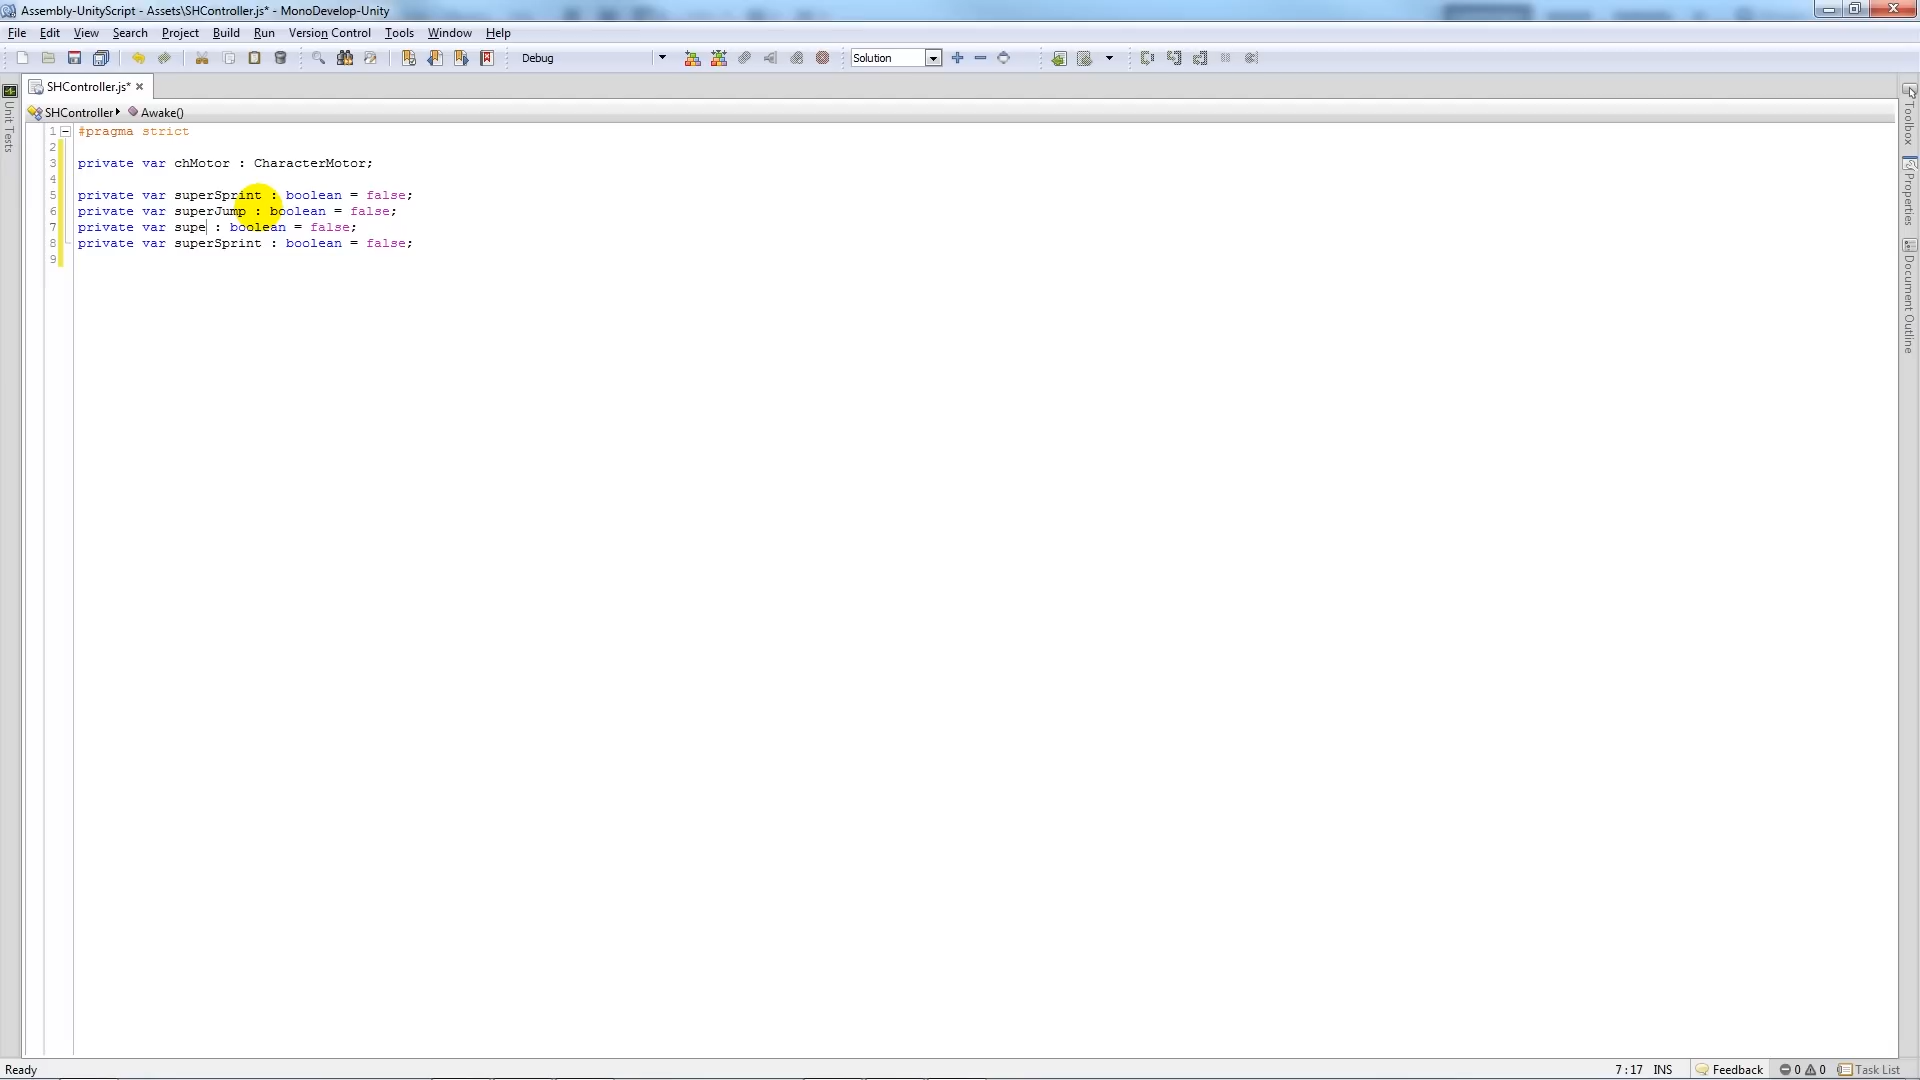 Assembly-UnityScript - Assets\SHController.js* - MonoDevelop-Unity
File Edit View Search Project Build Run Version Control Tools Window Help
Debug Solution
SHController.js*
SHController Awake()
1 #pragma strict
2
3 private var chMotor : CharacterMotor;
4
5 private var superSprint : boolean = false;
6 private var superJump : boolean = false;
7 private var supe : boolean = false;
8 private var superSprint : boolean = false;
9
Unit Tests
Toolbox
Properties
Document Outline
Ready 7 : 17 INS Feedback 0 0 Task List